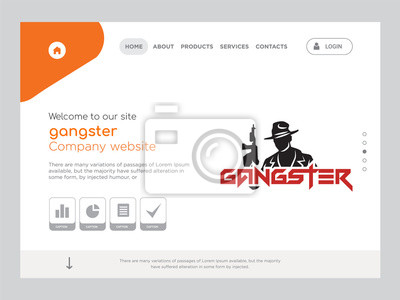 HOME ABOUT PRODUCTS SERVICES CONTACTS LOGIN
Welcome to our site
gangster
Company website
There are many variations of passages of Lorem Ipsum
available, but the majority have suffered alteration in
some form, by injected humour, or
GANGSTER
CAPTION CAPTION CAPTION CAPTION
There are many variations of passages of Lorem Ipsum
available, but the majority have suffered alteration in some form,